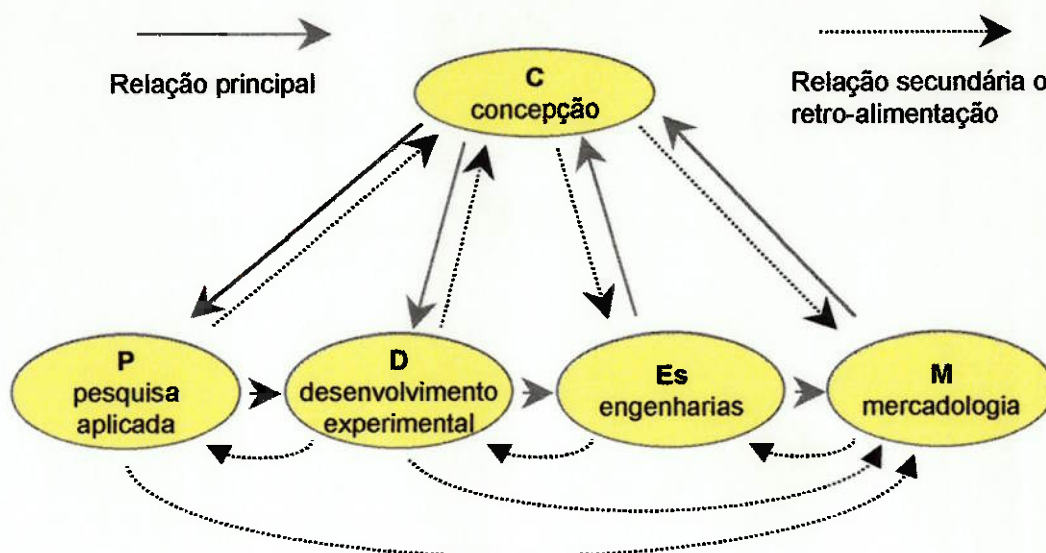 Relação principal
C
concepção
Relação secundária o
retro-alimentação
P
pesquisa
aplicada
D
desenvolvimento
experimental
Es
engenharias
M
mercadologia